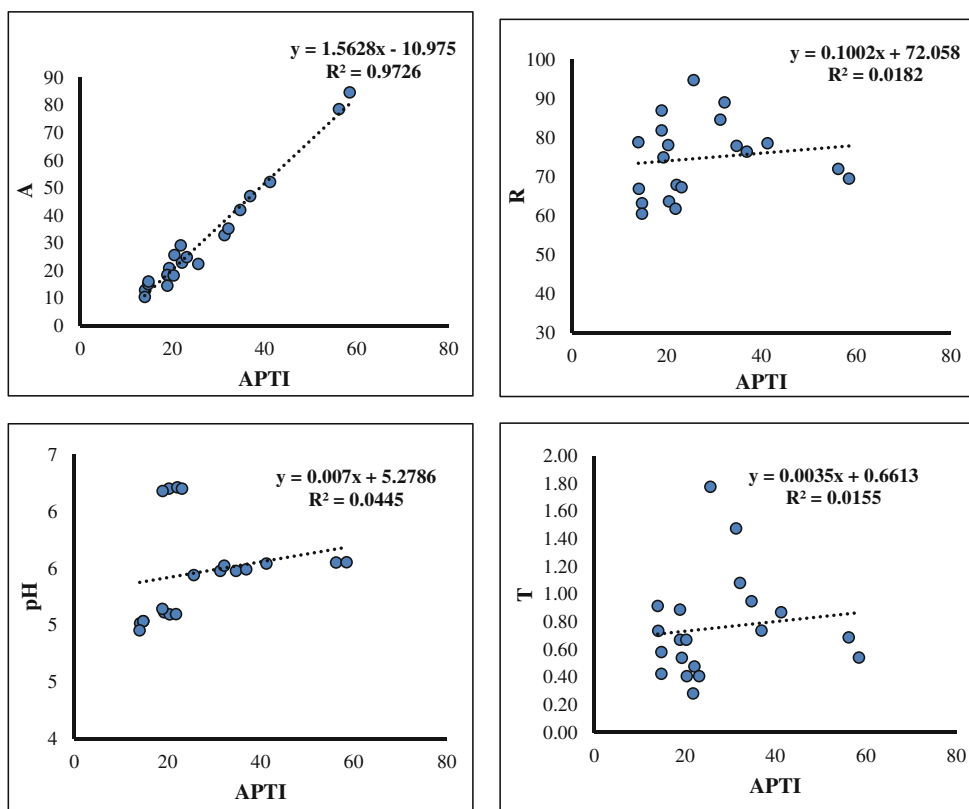 y = 1.5628x - 10.975
R² = 0.9726
90
80
70
60
50
40
30
20
10
0
A
0 20 40 60 80
APTI
y = 0.1002x + 72.058
R² = 0.0182
100
90
80
70
60
50
40
30
R
0 20 40 60 80
APTI
y = 0.007x + 5.2786
R² = 0.0445
7
6
6
5
5
4
pH
0 20 40 60 80
APTI
y = 0.0035x + 0.6613
R² = 0.0155
2.00
1.80
1.60
1.40
1.20
1.00
0.80
0.60
0.40
0.20
0.00
T
0 20 40 60 80
APTI